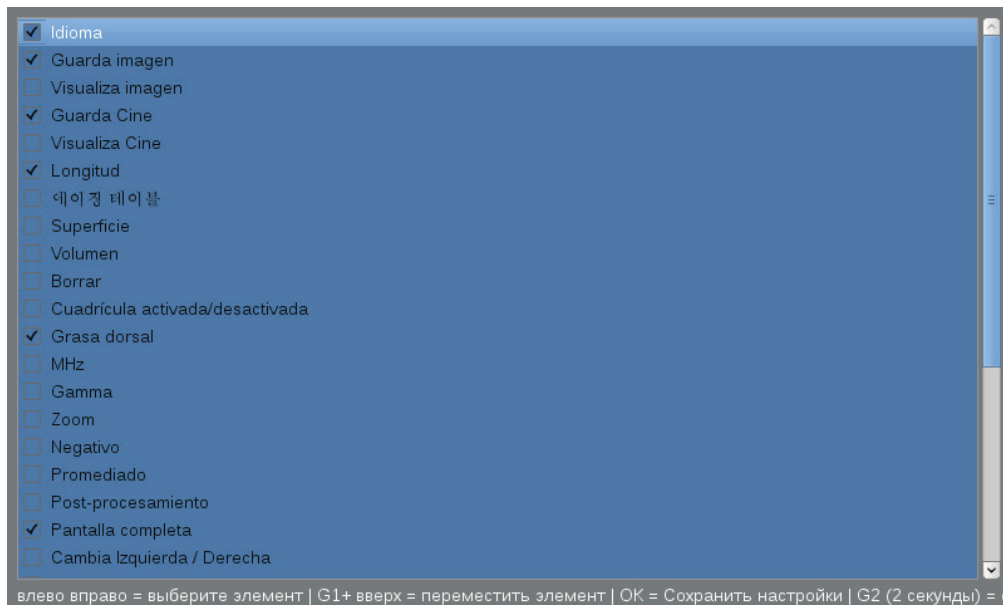 Idioma
Guarda imagen
Visualiza imagen
Guarda Cine
Visualiza Cine
Longitud
데이징 테이블
Superficie
Volumen
Borrar
Cuadrícula activada/desactivada
Grasa dorsal
MHz
Gamma
Zoom
Negativo
Promediado
Post-procesamiento
Pantalla completa
Cambia Izquierda / Derecha
влево вправо = выберите элемент | G1+ вверх = переместить элемент | OK = Сохранить настройки | G2 (2 секунды) =